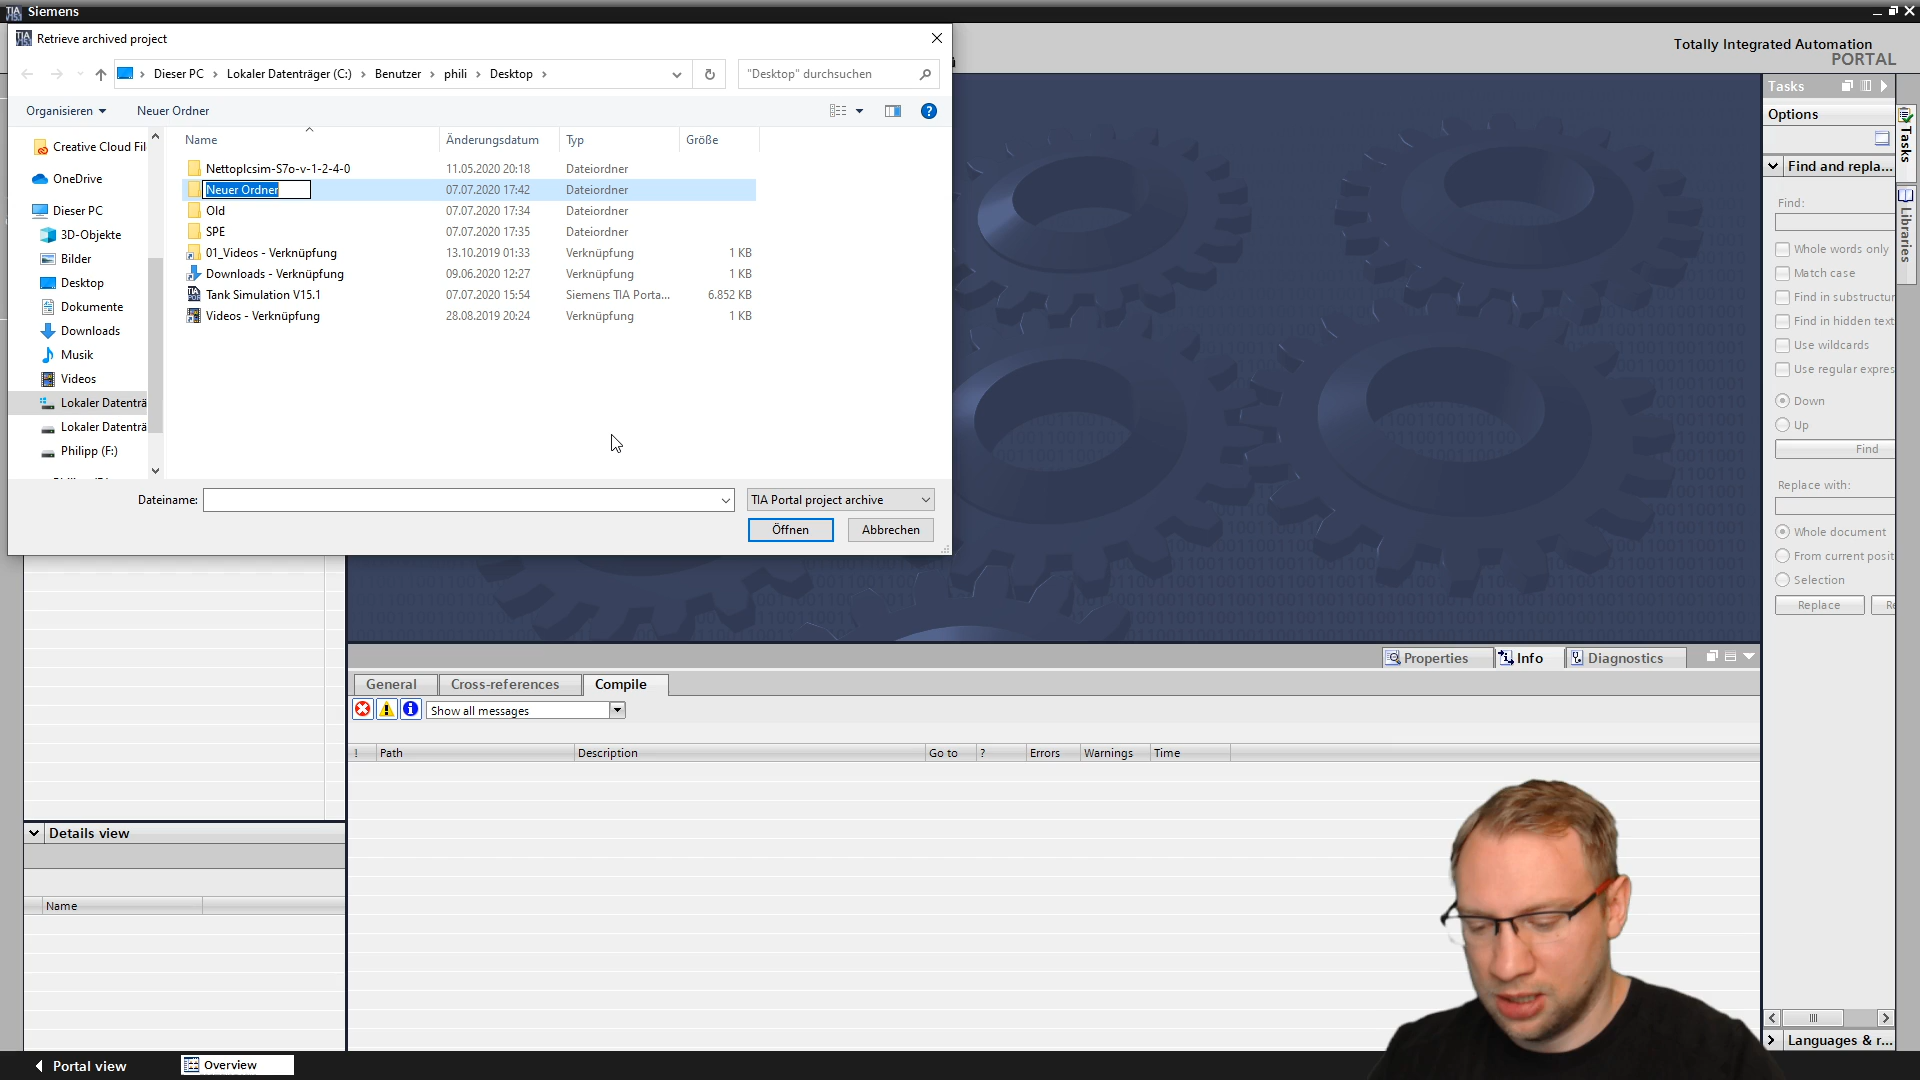 Siemens
Retrieve archived project
Totally Integrated Automation
PORTAL
Dieser PC > Lokaler Datenträger (C:) > Benutzer > phili > Desktop >
"Desktop" durchsuchen
Organisieren
Neuer Ordner
Name Änderungsdatum Typ Größe
Nettoplcsim-S7o-v-1-2-4-0 11.05.2020 20:18 Dateiordner
Neuer Ordner 07.07.2020 17:42 Dateiordner
Old 07.07.2020 17:34 Dateiordner
SPE 07.07.2020 17:35 Dateiordner
01_Videos - Verknüpfung 13.10.2019 01:33 Verknüpfung 1 KB
Downloads - Verknüpfung 09.06.2020 12:27 Verknüpfung 1 KB
Tank Simulation V15.1 07.07.2020 15:54 Siemens TIA Porta... 6.852 KB
Videos - Verknüpfung 28.08.2019 20:24 Verknüpfung 1 KB
Creative Cloud Fil
OneDrive
Dieser PC
3D-Objekte
Bilder
Desktop
Dokumente
Downloads
Musik
Videos
Lokaler Datenträ
Lokaler Datenträ
Philipp (F:)
Dateiname:
TIA Portal project archive
Öffnen
Abbrechen
Tasks
Options
Find and repla...
Find:
Whole words only
Match case
Find in substructur
Find in hidden text
Use wildcards
Use regular expres
Down
Up
Find
Replace with:
Whole document
From current posit
Selection
Replace
Re
Languages & r...
Tasks
Libraries
Properties
Info
Diagnostics
General
Cross-references
Compile
Show all messages
! Path Description Go to ? Errors Warnings Time
Details view
Name
Portal view
Overview